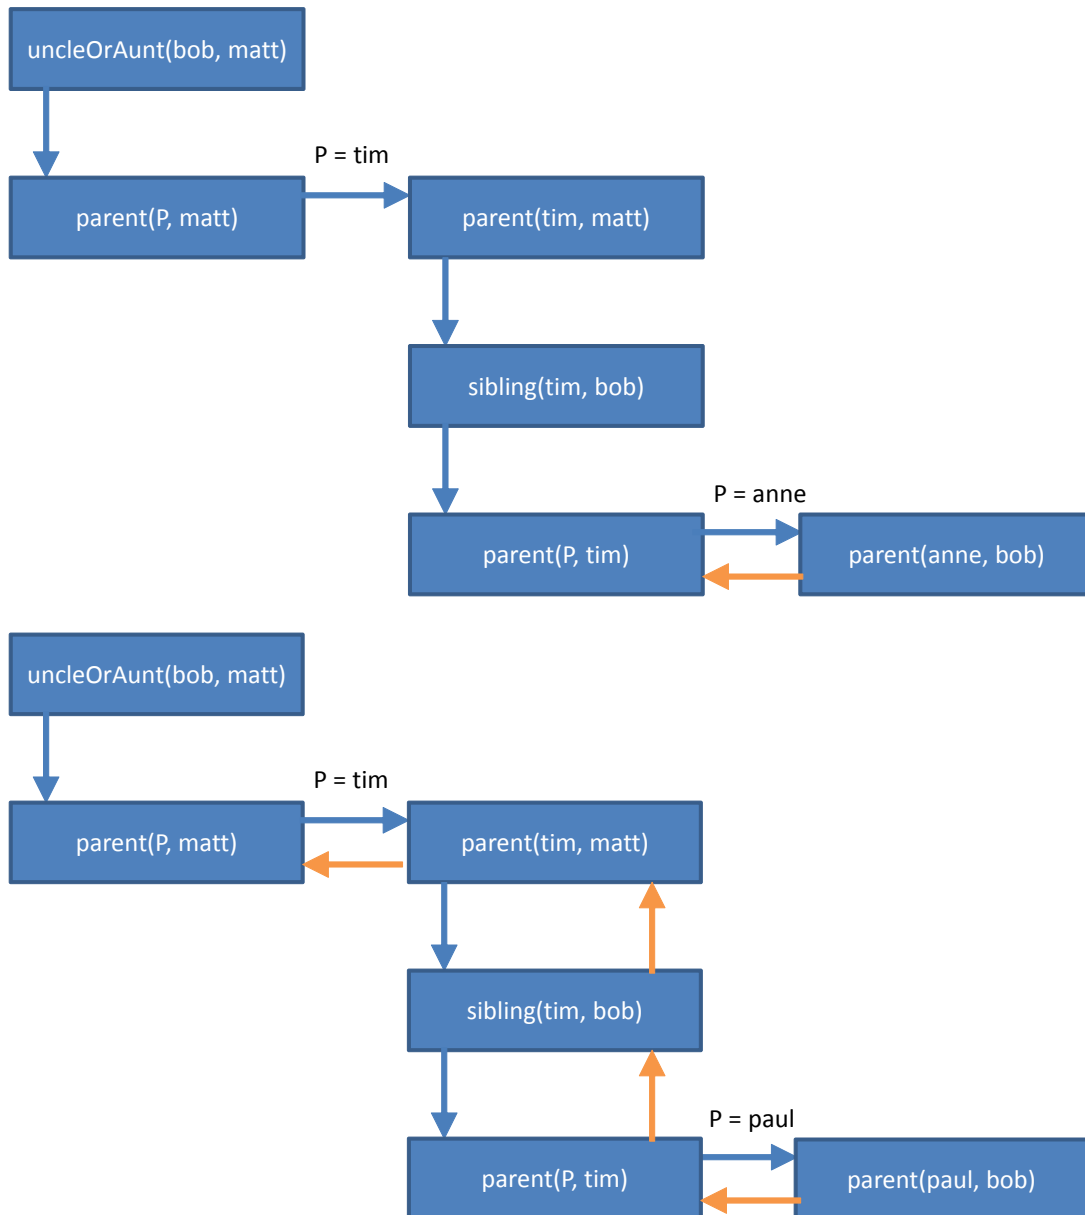 uncleOrAunt(bob, matt)
P = tim
parent(P, matt)
parent(tim, matt)
sibling(tim, bob)
P = anne
parent(P, tim)
parent(anne, bob)
uncleOrAunt(bob, matt)
P = tim
parent(P, matt)
parent(tim, matt)
sibling(tim, bob)
P = paul
parent(P, tim)
parent(paul, bob)